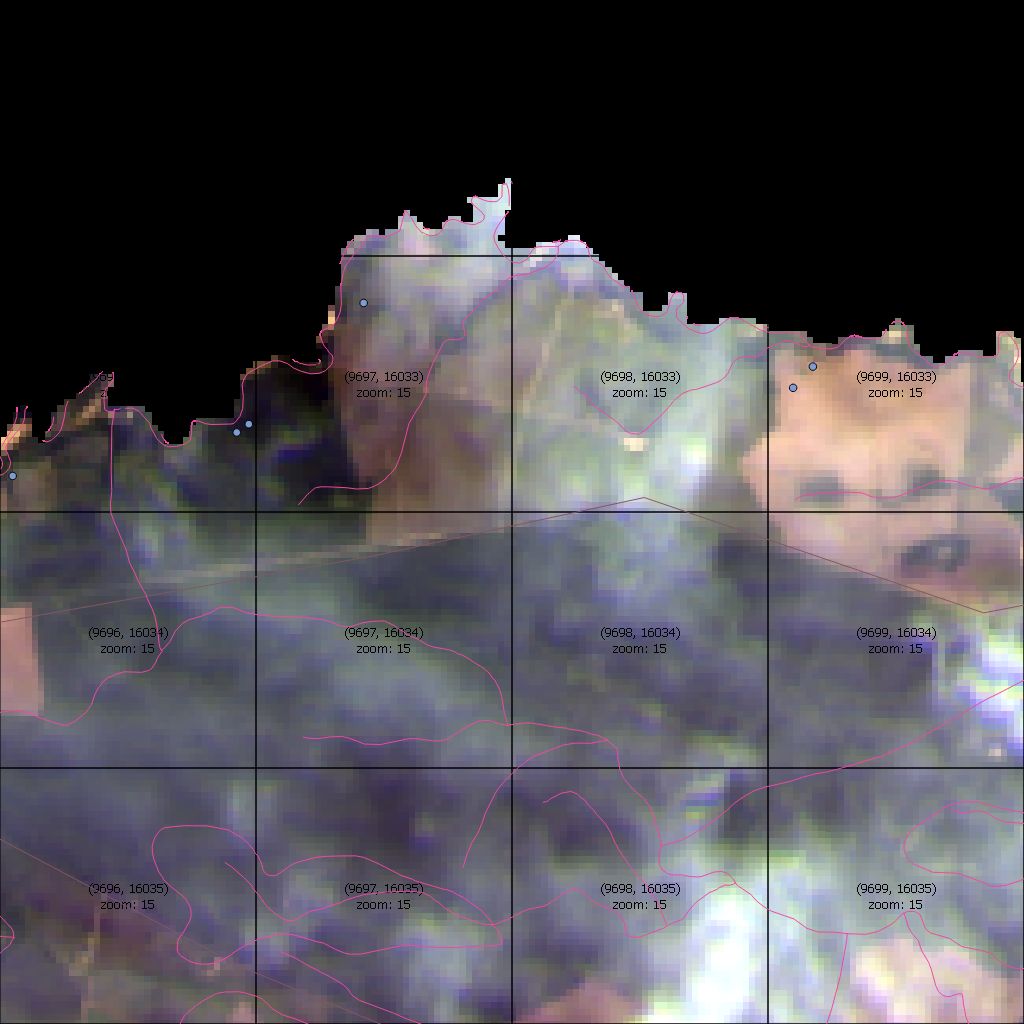 (9697, 16033)
zoom: 15
(9698, 16033)
zoom: 15
(9699, 16033)
zoom: 15
(9696, 16034)
zoom: 15
(9697, 16034)
zoom: 15
(9698, 16034)
zoom: 15
(9699, 16034)
zoom: 15
(9696, 16035)
zoom: 15
(9697, 16035)
zoom: 15
(9698, 16035)
zoom: 15
(9699, 16035)
zoom: 15